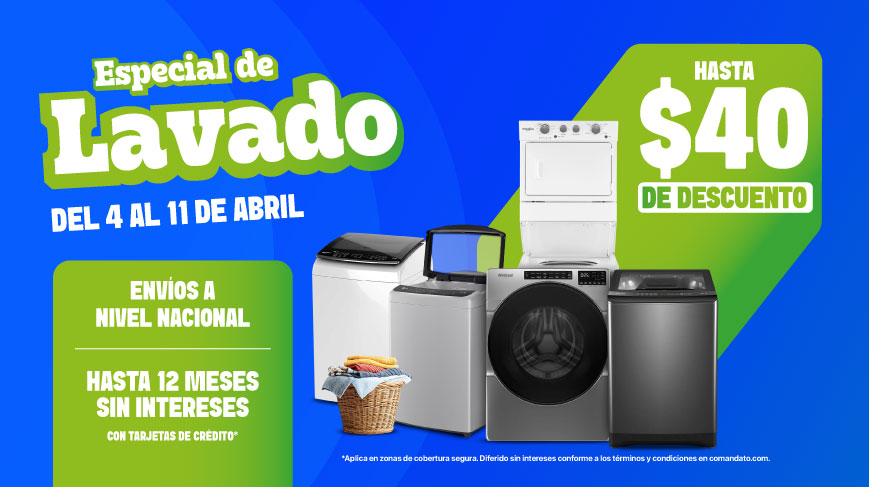 Especial de
Lavado
DEL 4 AL 11 DE ABRIL
HASTA
$40
DE DESCUENTO
ENVÍOS A
NIVEL NACIONAL
HASTA 12 MESES
SIN INTERESES
CON TARJETAS DE CRÉDITO*
*Aplica en zonas de cobertura segura. Diferido sin intereses conforme a los términos y condiciones en comandato.com.